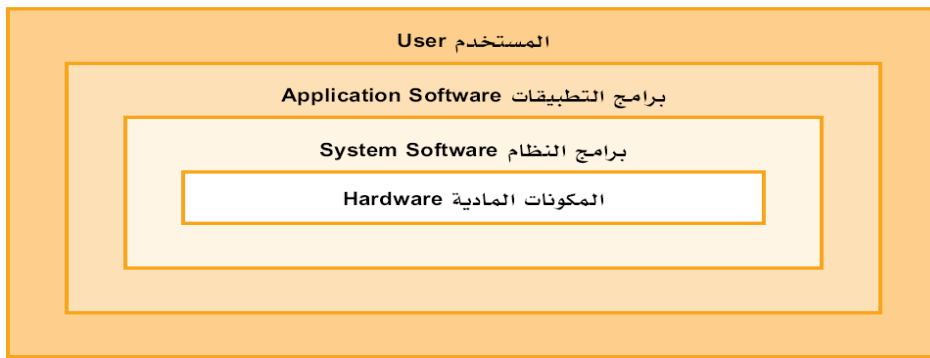 المستخدم User
برامج التطبيقات Application Software
برامج النظام System Software
المكونات المادية Hardware